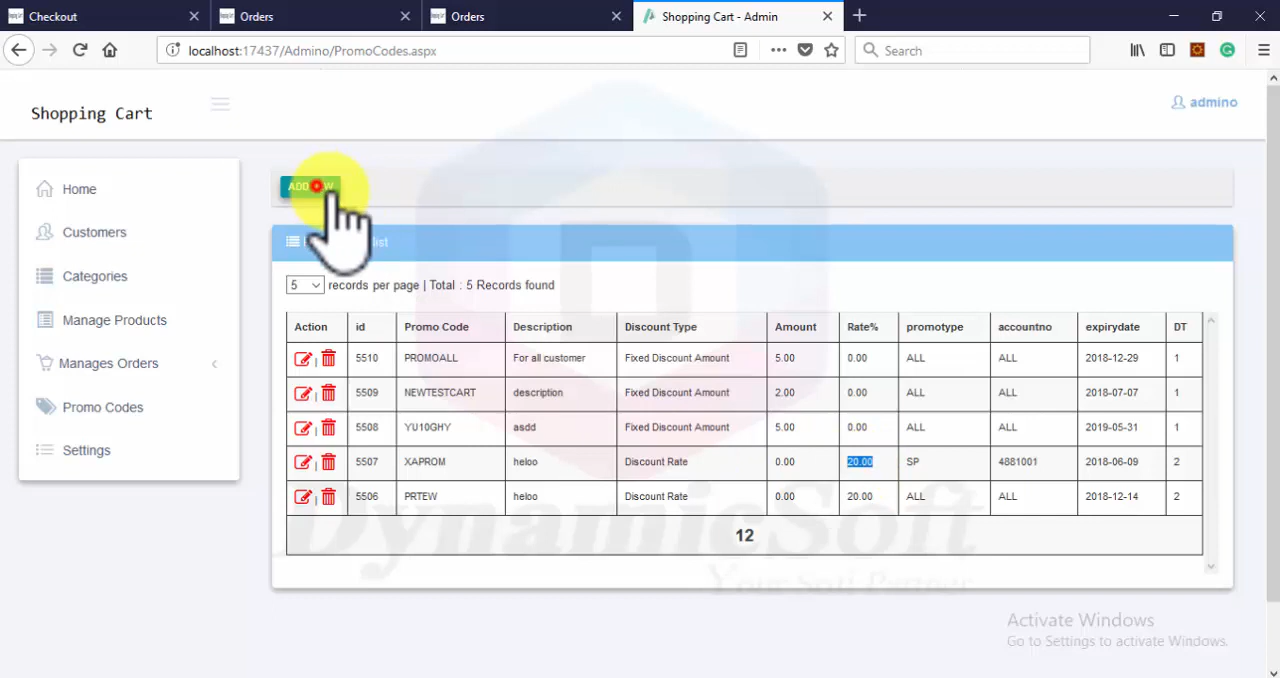 Checkout
Orders
Orders
Shopping Cart - Admin
localhost:17437/Admino/PromoCodes.aspx
Search
Shopping Cart
admino
Home
Customers
Categories
Manage Products
Manages Orders
Promo Codes
Settings
list
5 records per page | Total : 5 Records found
Action id Promo Code Description Discount Type Amount Rate% promotype accountno expirydate DT
| 5510 PROMOALL For all customer Fixed Discount Amount 5.00 0.00 ALL ALL 2018-12-29 1
| 5509 NEWTESTCART description Fixed Discount Amount 2.00 0.00 ALL ALL 2018-07-07 1
| 5508 YU10GHY asdd Fixed Discount Amount 5.00 0.00 ALL ALL 2019-05-31 1
| 5507 XAPROM heloo Discount Rate 0.00 20.00 SP 4881001 2018-06-09 2
| 5506 PRTEW heloo Discount Rate 0.00 20.00 ALL ALL 2018-12-14 2
12
DynamicSoft
Your Soft Partner
Activate Windows
Go to Settings to activate Windows.